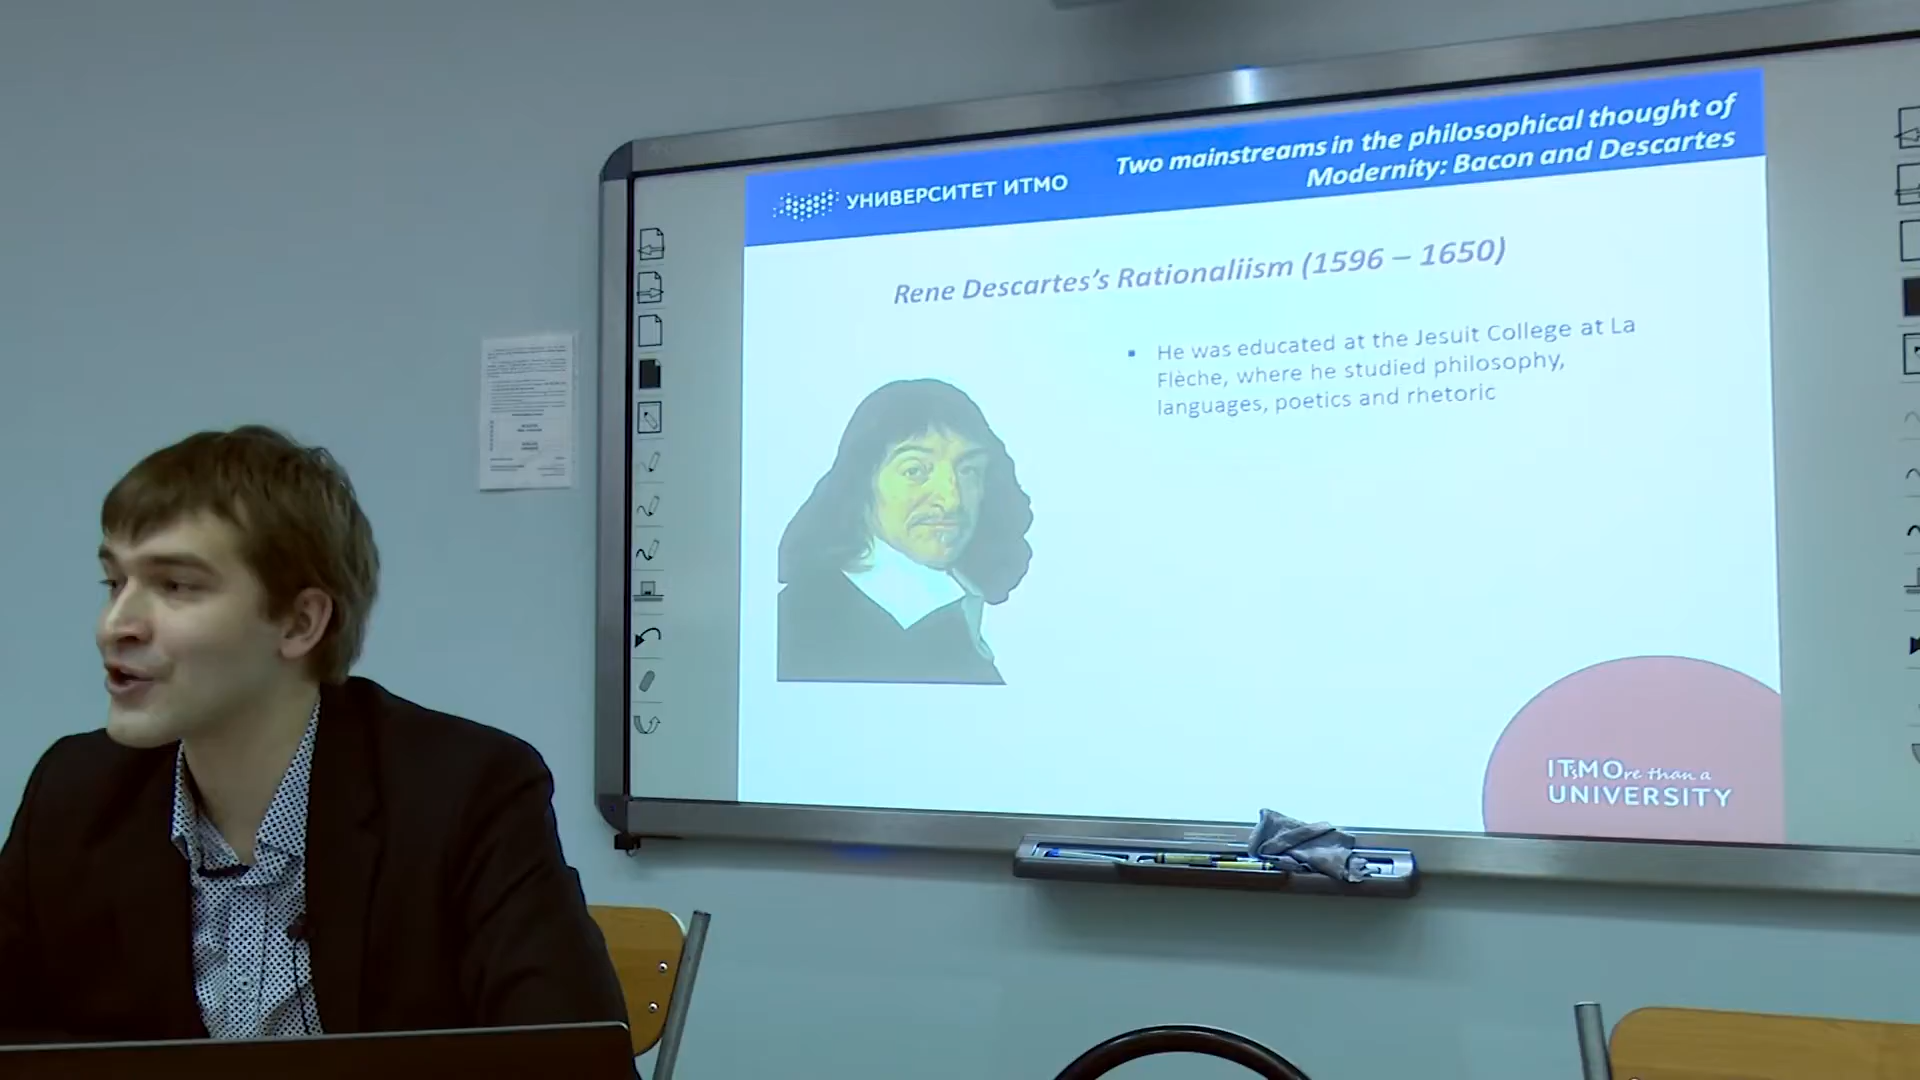 Two mainstreams in the philosophical thought of
Modernity: Bacon and Descartes
УНИВЕРСИТЕТ ИТМО
Rene Descartes's Rationaliism (1596 – 1650)
▪ He was educated at the Jesuit College at La
Flèche, where he studied philosophy,
languages, poetics and rhetoric
IT'sMOre than a
UNIVERSITY